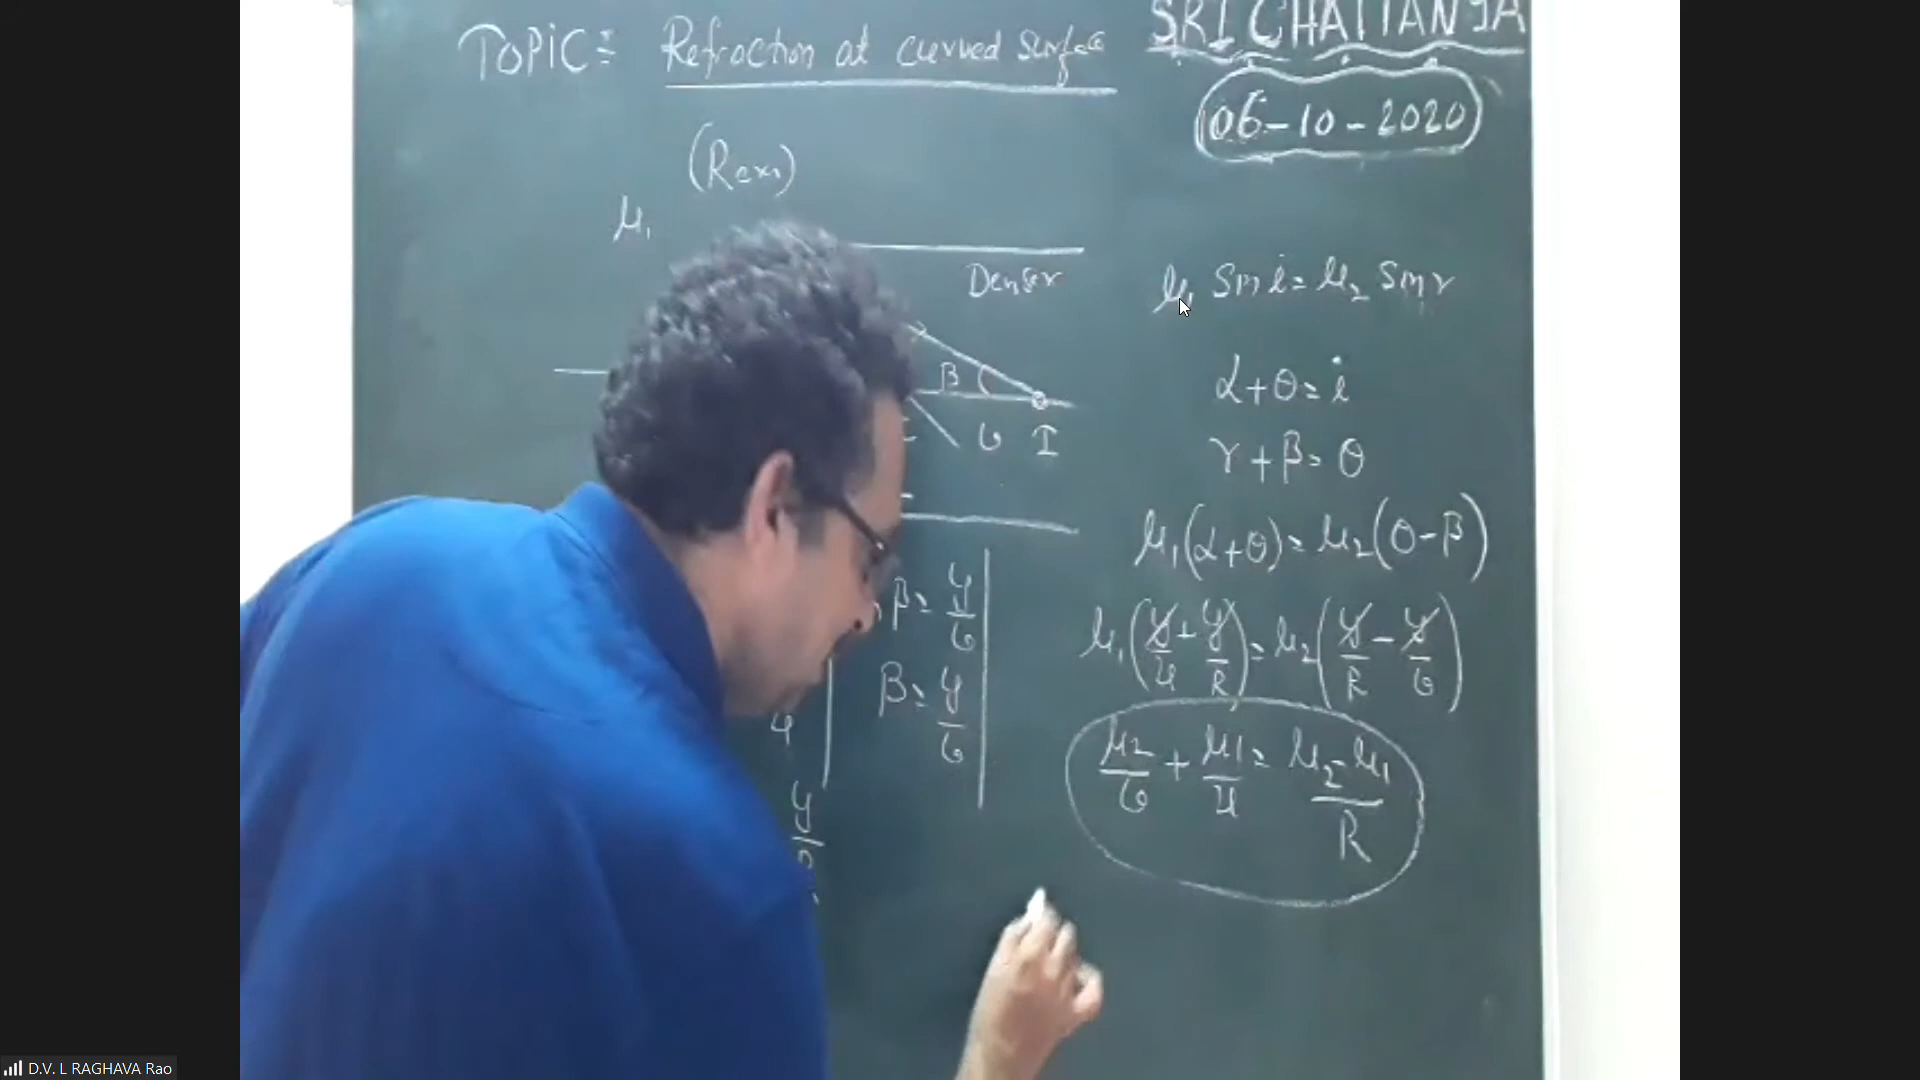 TOPIC:- Refraction at curved surface
SRI CHAITANYA
06-10-2020
(Rarer)
μ₁
Denser
β
I
μ₁ Sin i = μ₂ Sin r
α + θ = i
r + β = θ
μ₁(α + θ) = μ₂(θ - β)
μ₁(y/u + y/R) = μ₂(y/R - y/v)
μ₂/v + μ₁/u = μ₂ - μ₁/R
β = y/v
β = y/v
u
y
D.V. L RAGHAVA Rao